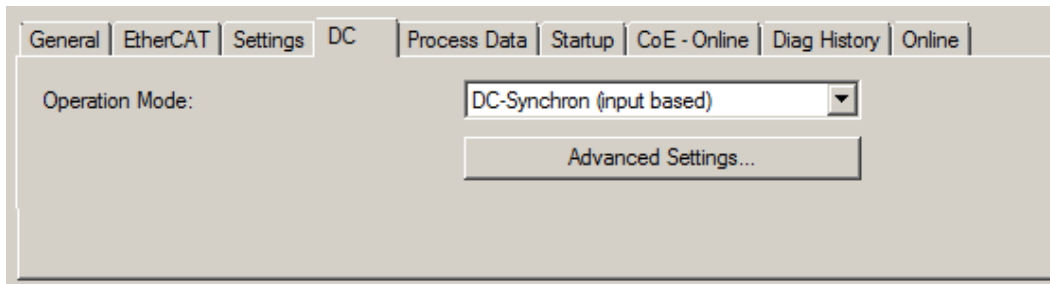 General EtherCAT Settings DC Process Data Startup CoE - Online Diag History Online
Operation Mode: DC-Synchron (input based)
Advanced Settings...